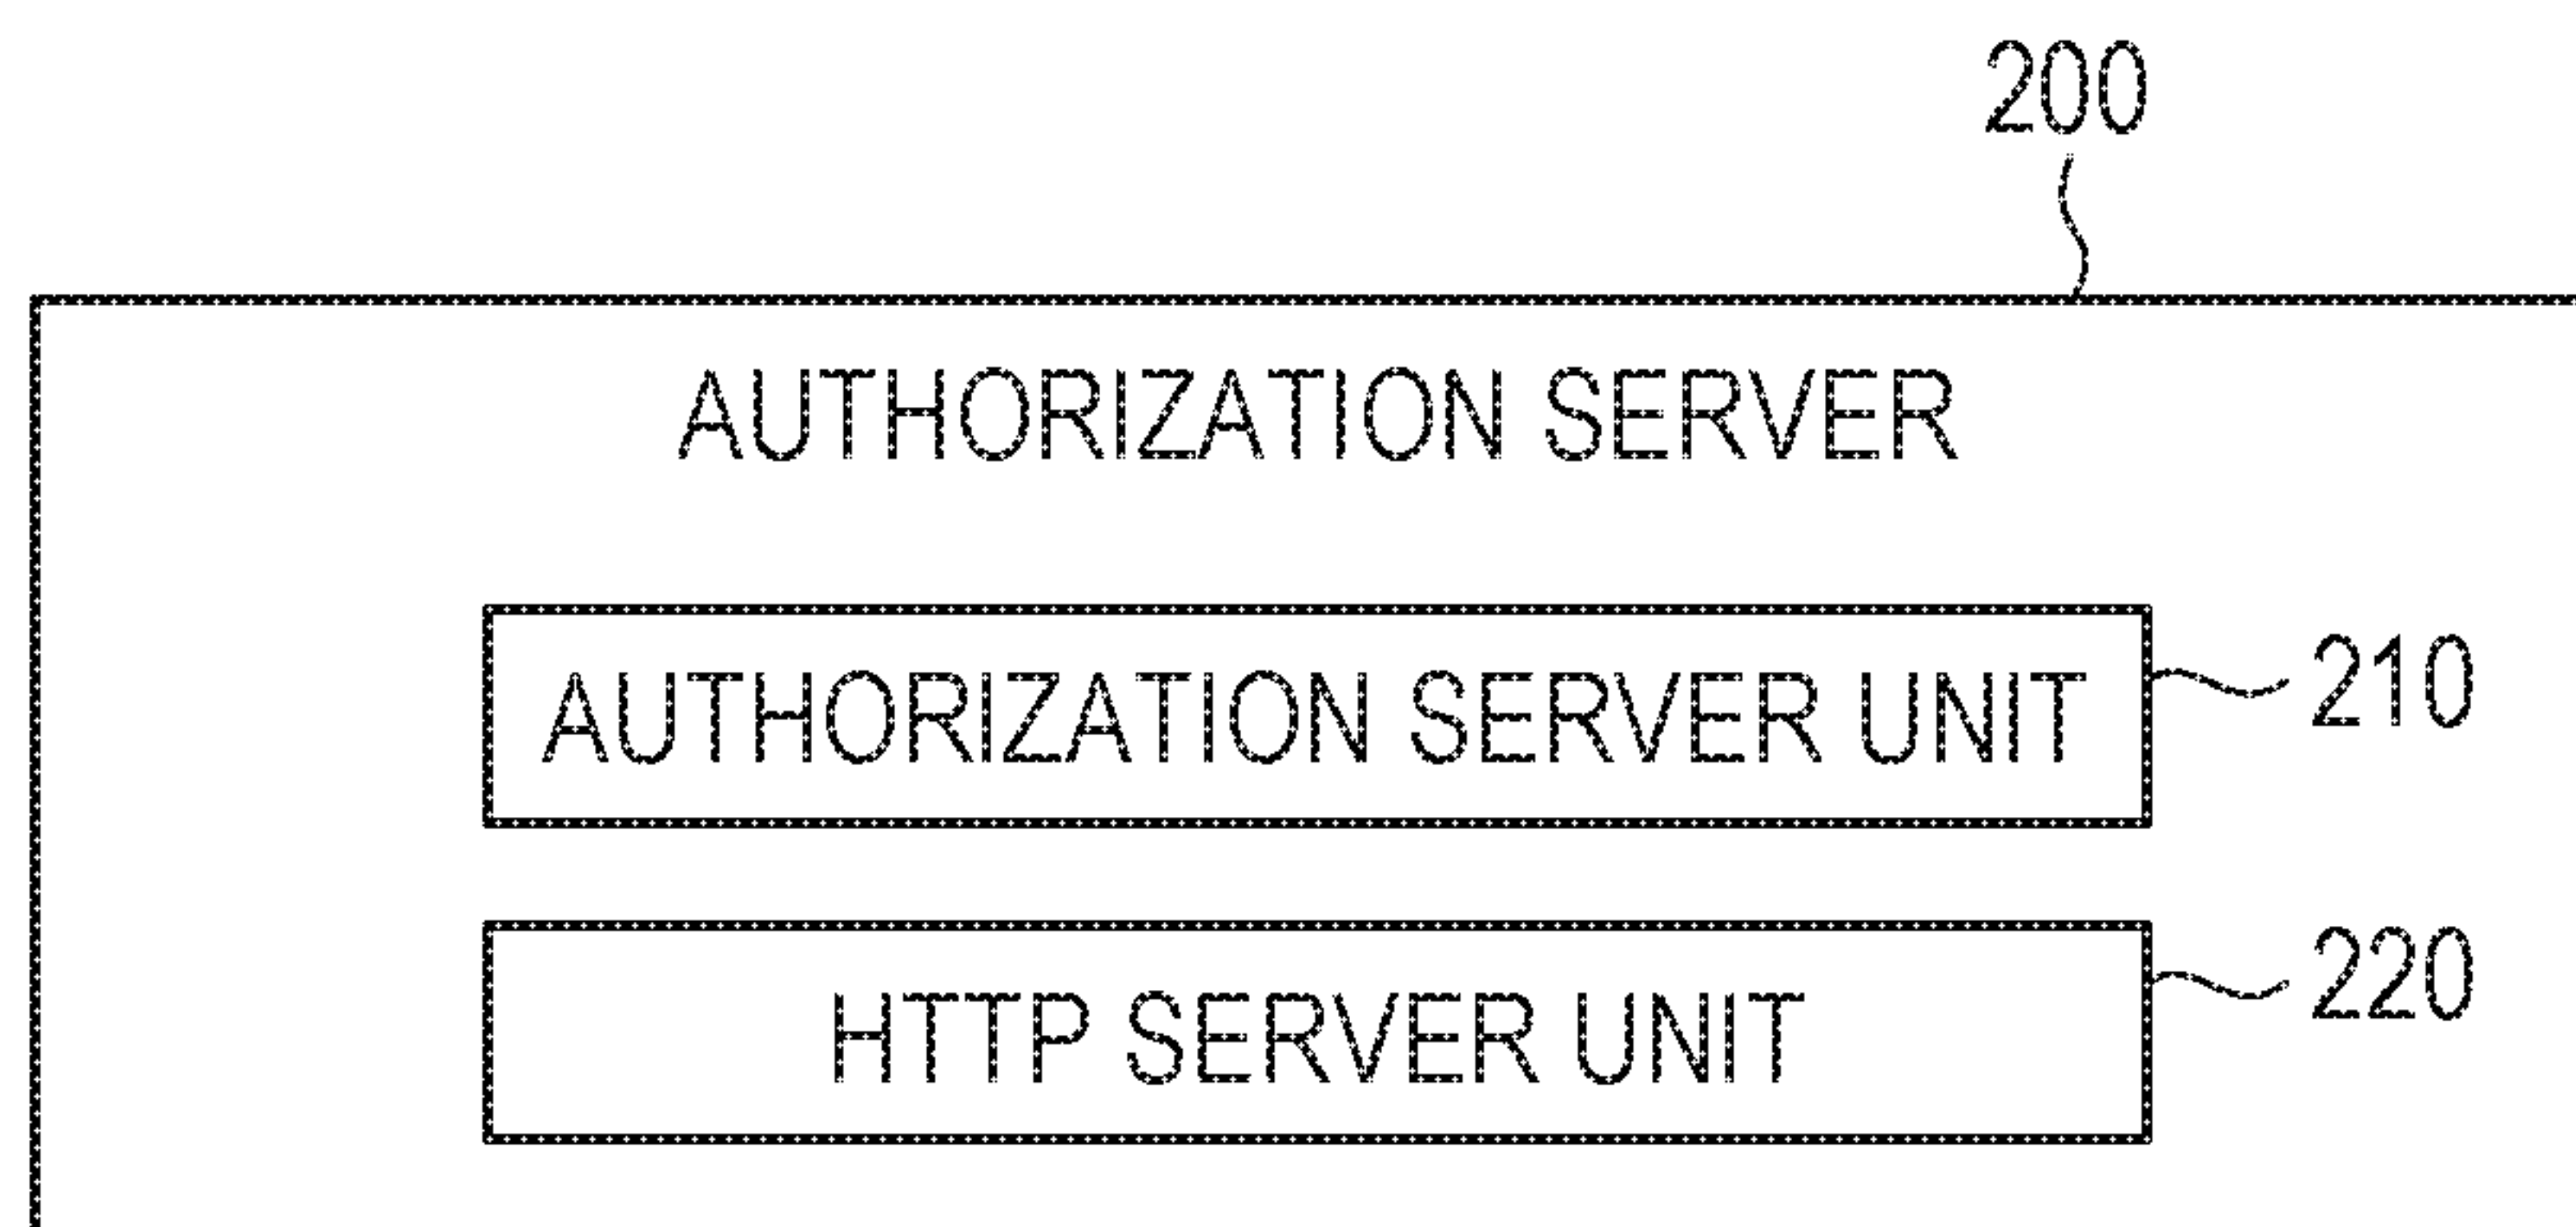 200
AUTHORIZATION SERVER
AUTHORIZATION SERVER UNIT
210
HTTP SERVER UNIT
220